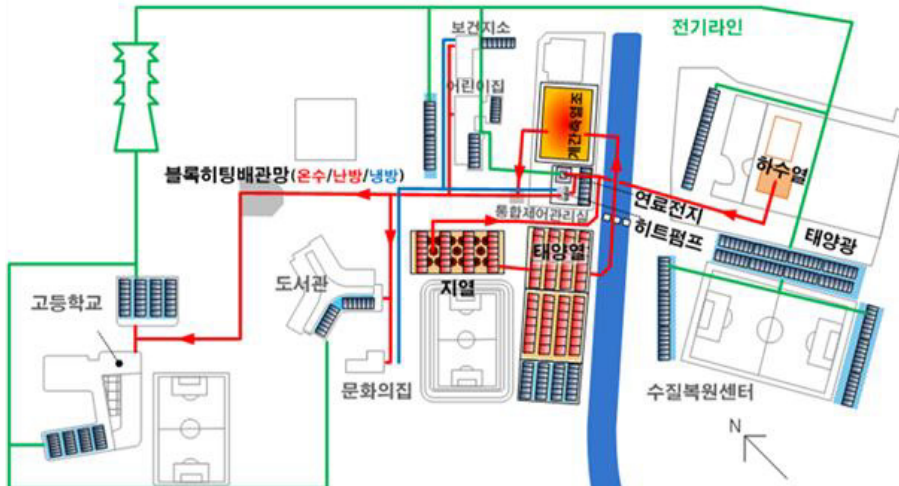 전기라인
보건지소
어린이집
계간축열조
하수열
블록히팅배관망(온수/난방/냉방)
연료전지
통합제어관리실
히트펌프
태양광
태양열
지열
도서관
고등학교
문화의집
수질복원센터
N